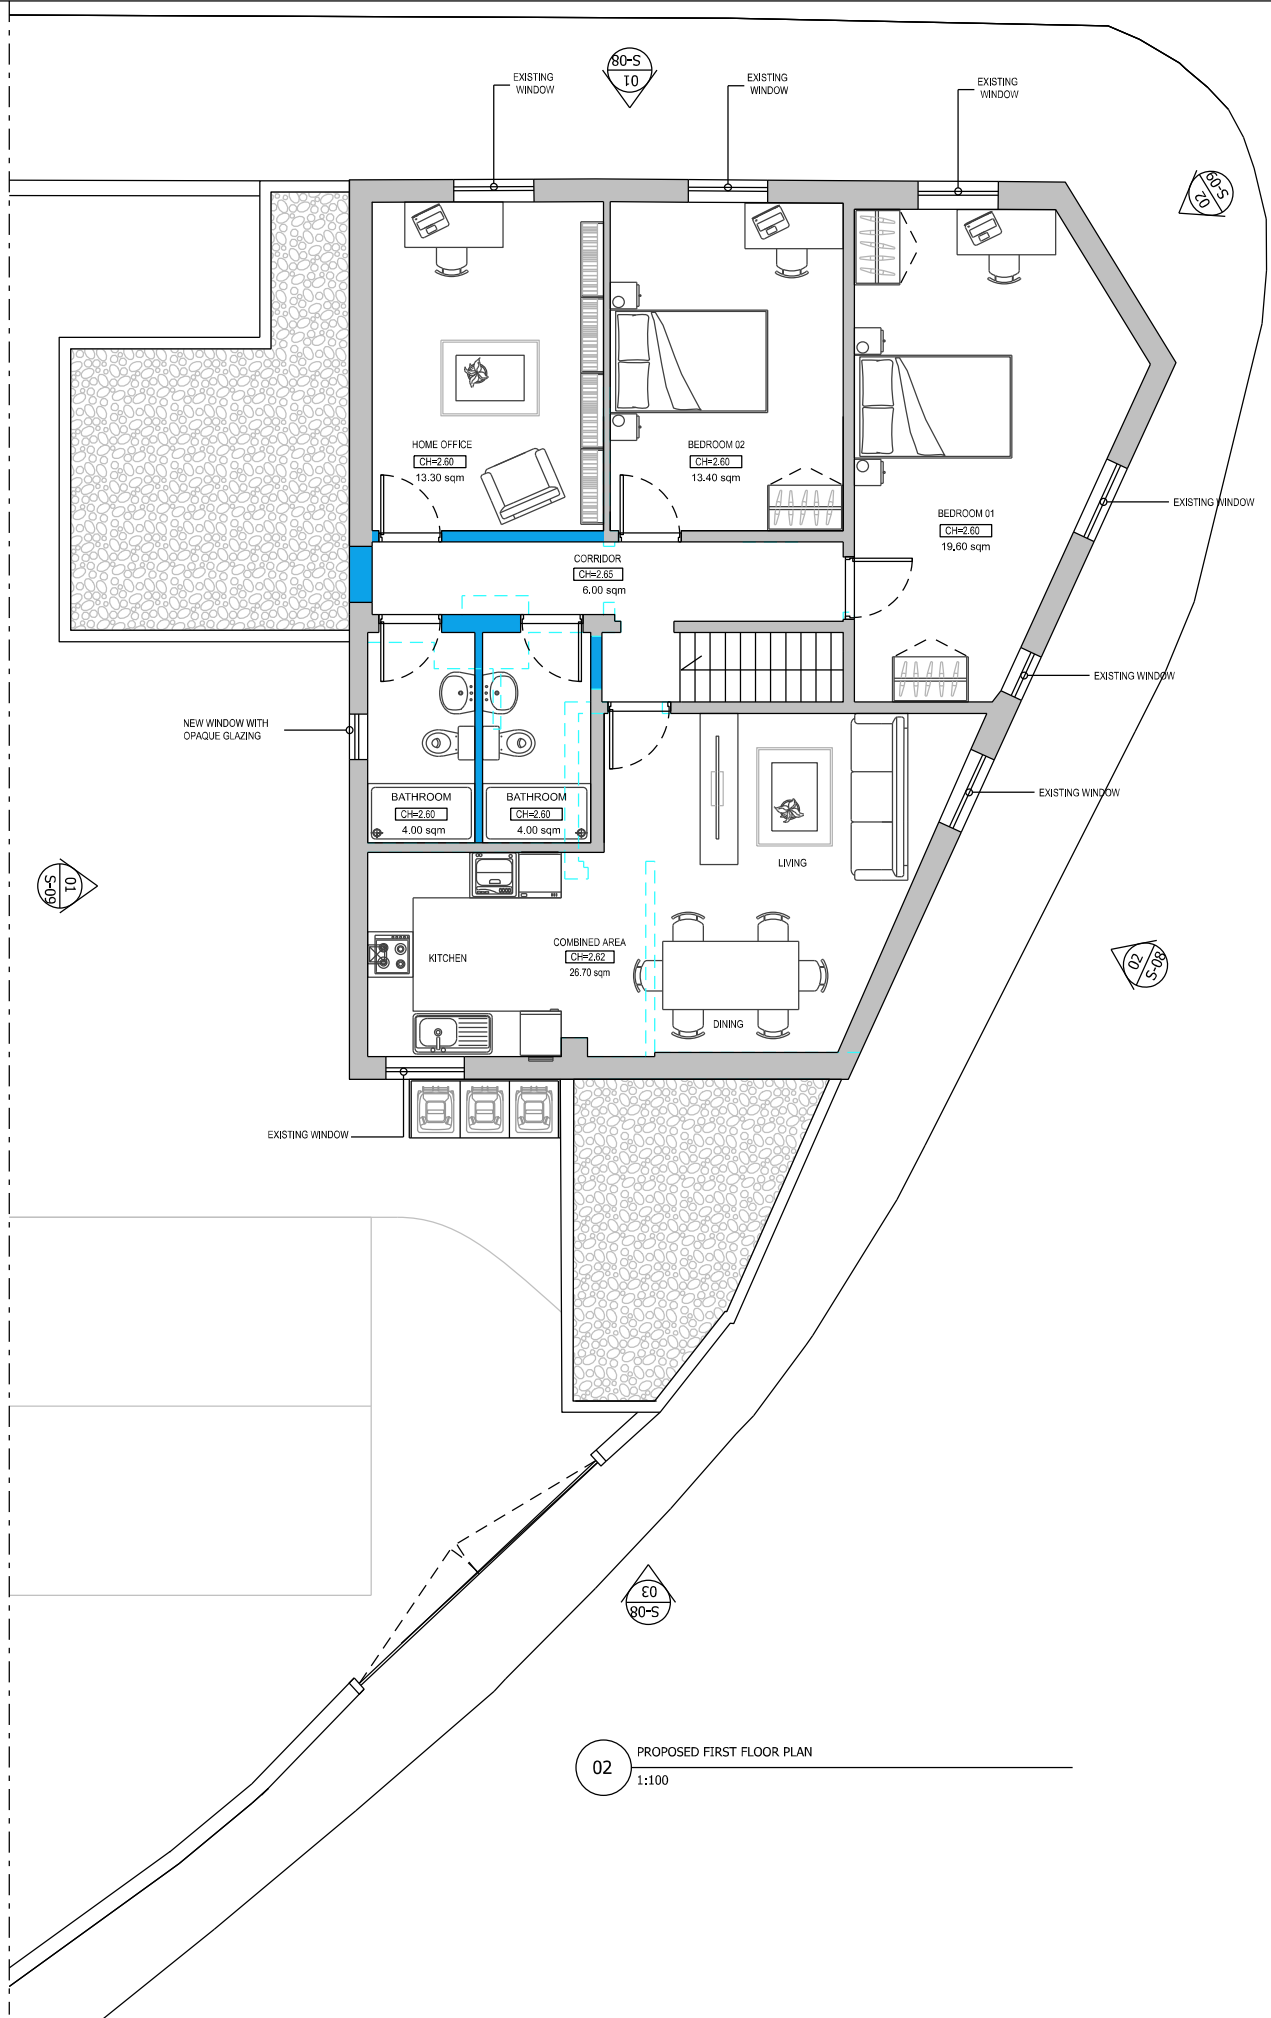 S-08
01
EXISTING
WINDOW
EXISTING
WINDOW
EXISTING
WINDOW
S-09
02
HOME OFFICE
CH=2.60
13.30 sqm
BEDROOM 02
CH=2.60
13.40 sqm
BEDROOM 01
CH=2.60
19.60 sqm
EXISTING WINDOW
CORRIDOR
CH=2.65
6.00 sqm
EXISTING WINDOW
NEW WINDOW WITH
OPAQUE GLAZING
EXISTING WINDOW
BATHROOM
CH=2.60
4.00 sqm
BATHROOM
CH=2.60
4.00 sqm
LIVING
01
S-09
KITCHEN
COMBINED AREA
CH=2.62
26.70 sqm
02
S-08
DINING
EXISTING WINDOW
03
S-08
02
PROPOSED FIRST FLOOR PLAN
1:100